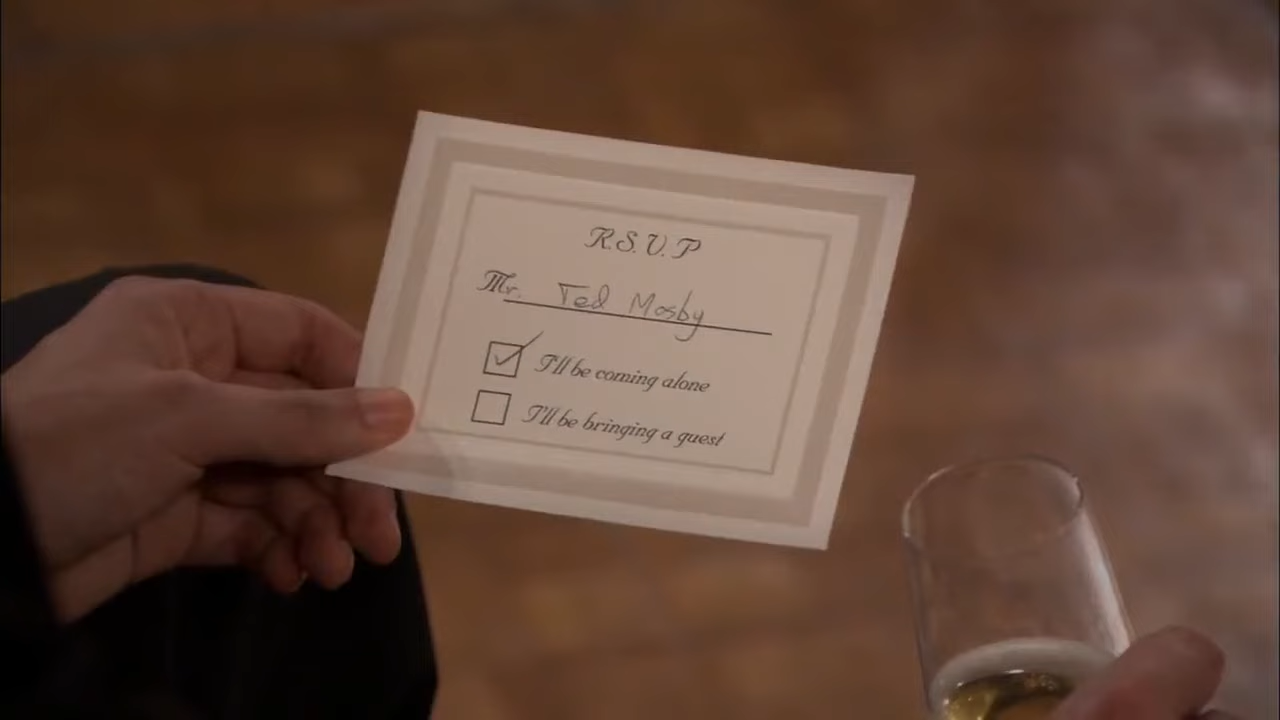 R.S.V.P
Mr. Ted Mosby
I'll be coming alone
I'll be bringing a guest